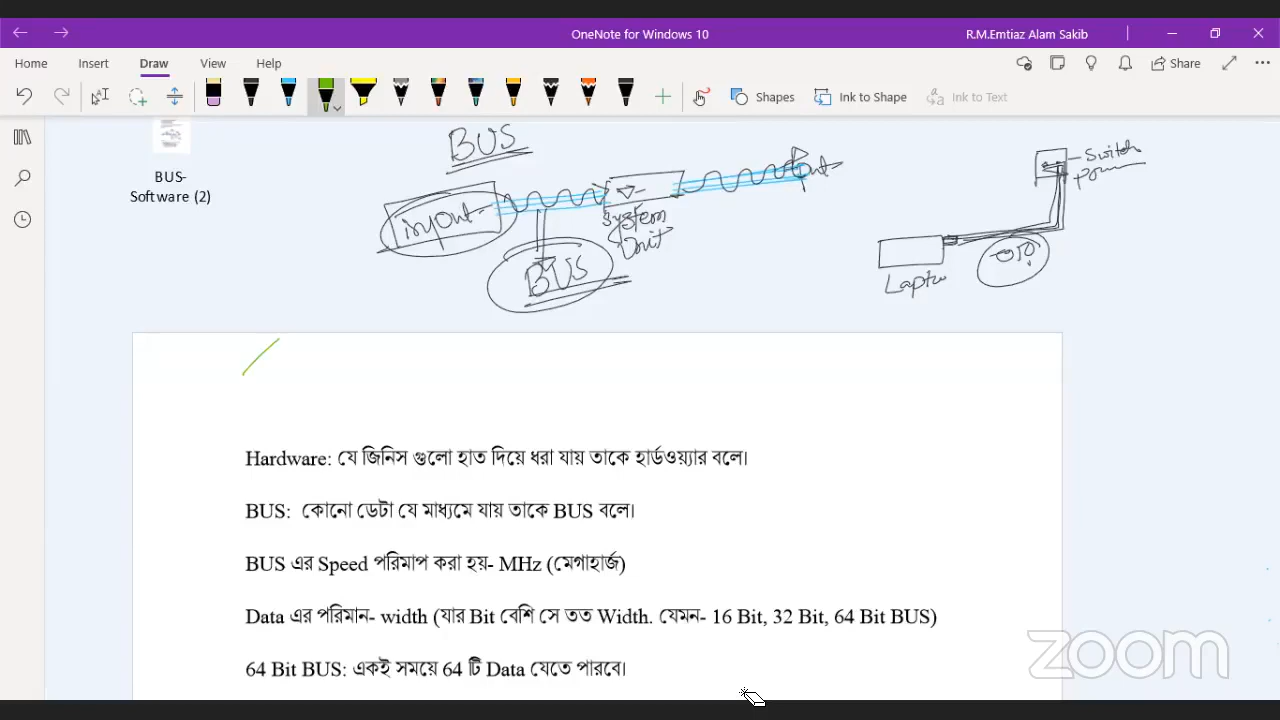 OneNote for Windows 10
R.M.Emtiaz Alam Sakib
Home Insert Draw View Help
Share
Shapes Ink to Shape Ink to Text
BUS-
Software (2)
BUS
input
System
Unit
BUS
Switch
তার
Hardware: যে জিনিস গুলো হাত দিয়ে ধরা যায় তাকে হার্ডওয়্যার বলে।
BUS: কোনো ডেটা যে মাধ্যমে যায় তাকে BUS বলে।
BUS এর Speed পরিমাপ করা হয়- MHz (মেগাহার্জ)
Data এর পরিমান- width (যার Bit বেশি সে তত Width. যেমন- 16 Bit, 32 Bit, 64 Bit BUS)
64 Bit BUS: একই সময়ে 64 টি Data যেতে পারবে।
zoom